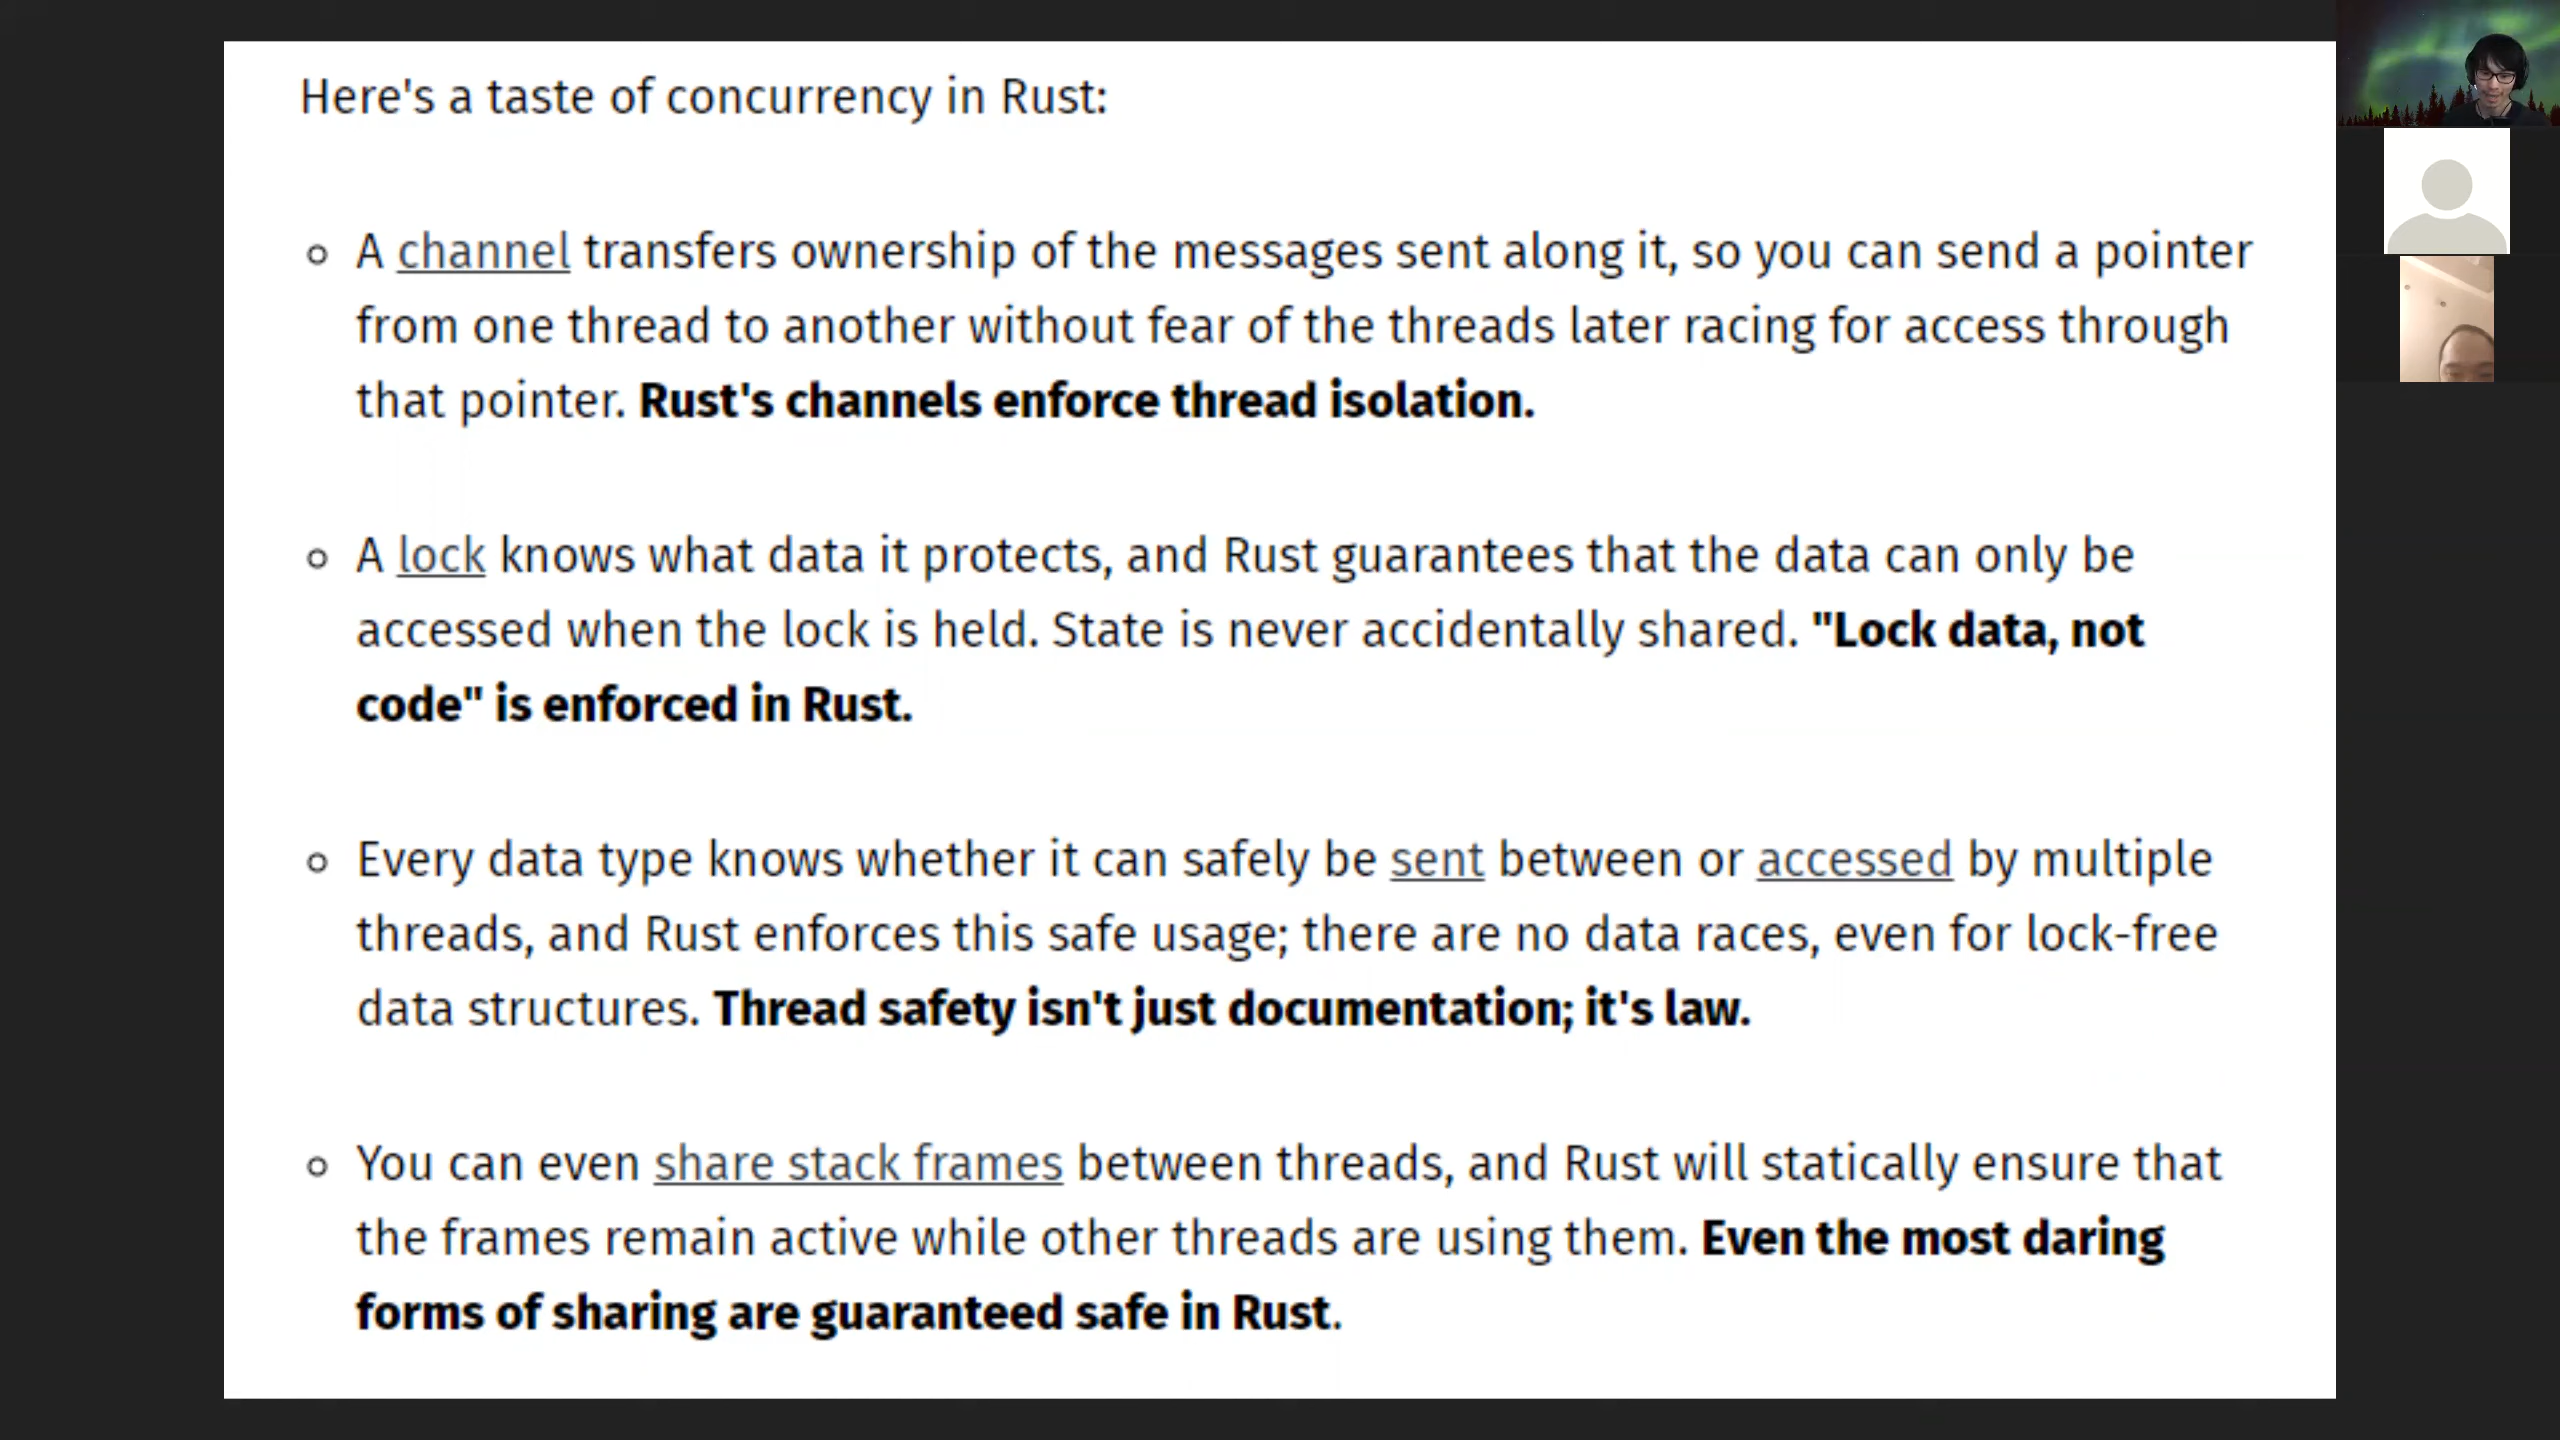 Here's a taste of concurrency in Rust:
A channel transfers ownership of the messages sent along it, so you can send a pointer
from one thread to another without fear of the threads later racing for access through
that pointer. Rust's channels enforce thread isolation.
A lock knows what data it protects, and Rust guarantees that the data can only be
accessed when the lock is held. State is never accidentally shared. "Lock data, not
code" is enforced in Rust.
Every data type knows whether it can safely be sent between or accessed by multiple
threads, and Rust enforces this safe usage; there are no data races, even for lock-free
data structures. Thread safety isn't just documentation; it's law.
You can even share stack frames between threads, and Rust will statically ensure that
the frames remain active while other threads are using them. Even the most daring
forms of sharing are guaranteed safe in Rust.